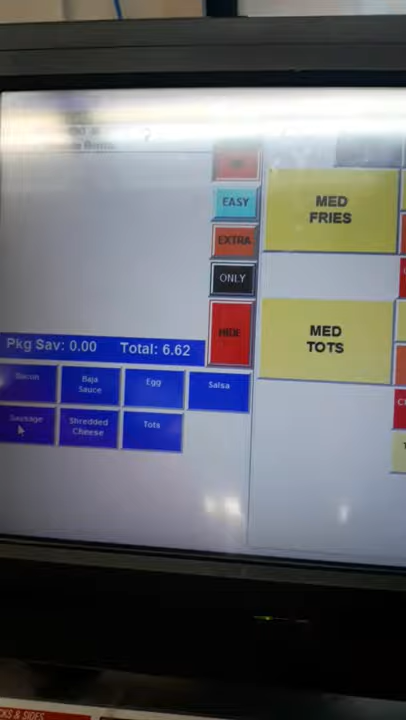 EASY
EXTRA
ONLY
HIDE
MED
FRIES
MED
TOTS
Pkg Sav: 0.00 Total: 6.62
Bacon
Baja
Sauce
Egg
Salsa
Sausage
Shredded
Cheese
Tots
& SIDES